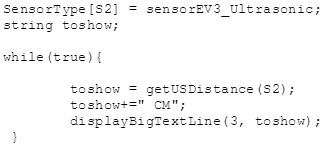 SensorType[S2] = sensorEV3_Ultrasonic;
string toshow;
while(true){
toshow = getUSDistance(S2);
toshow+=" CM";
displayBigTextLine(3, toshow);
}